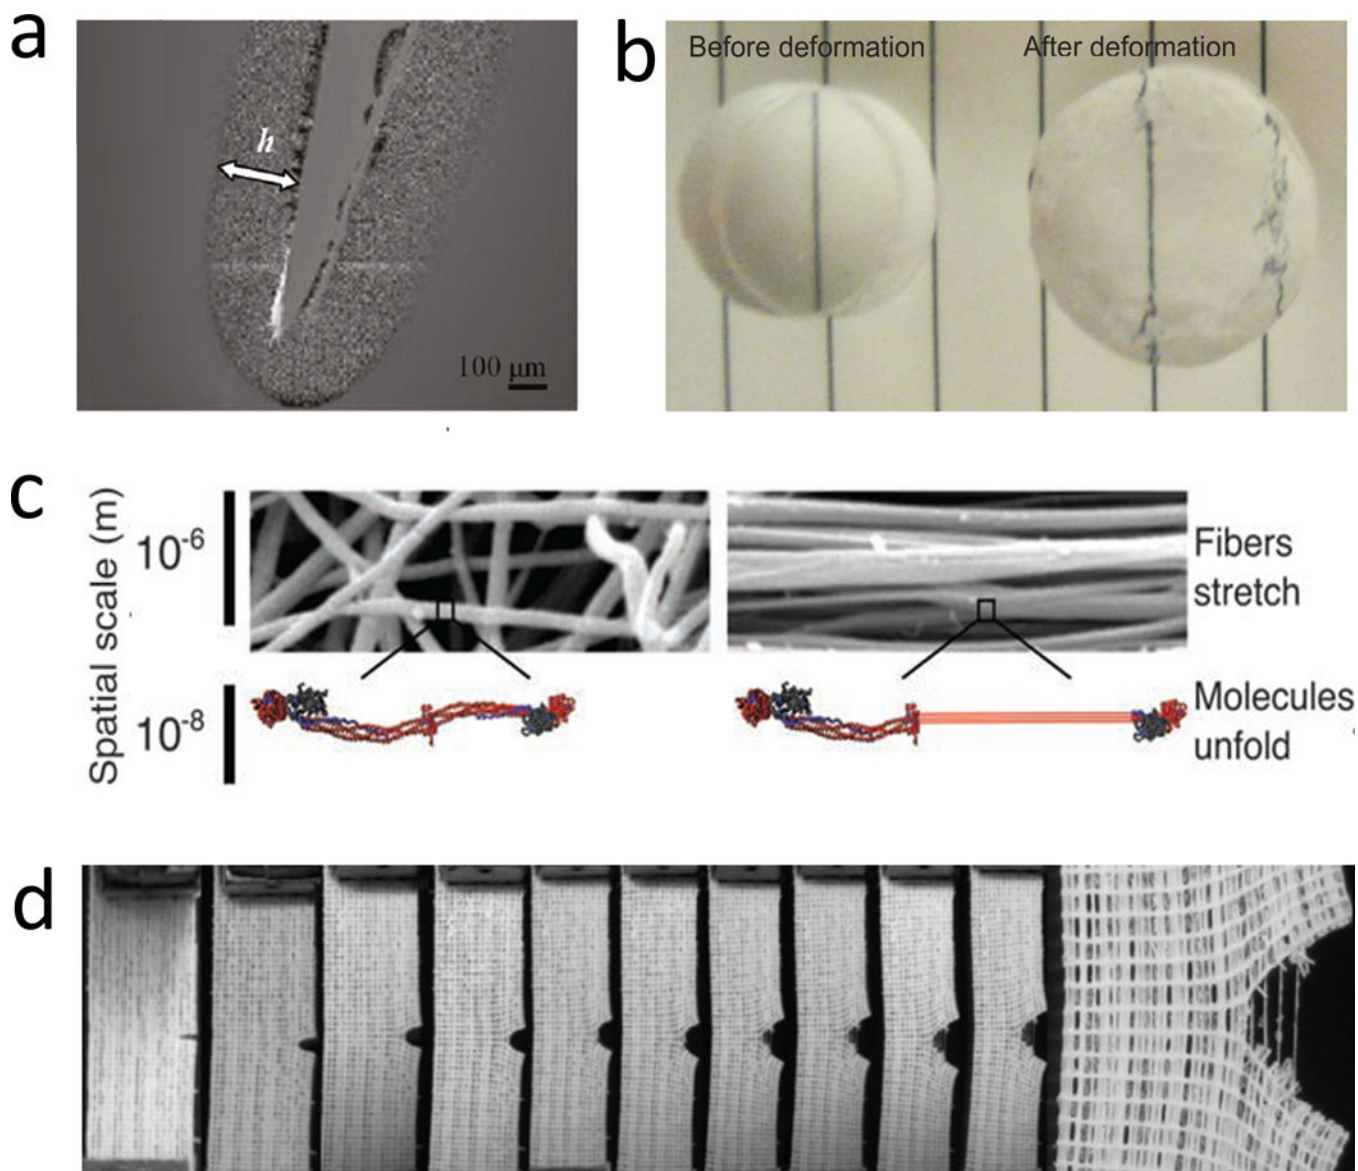 a
h
100 μm
b
Before deformation
After deformation
c
Spatial scale (m)
10-6
10-8
Fibers
stretch
Molecules
unfold
d